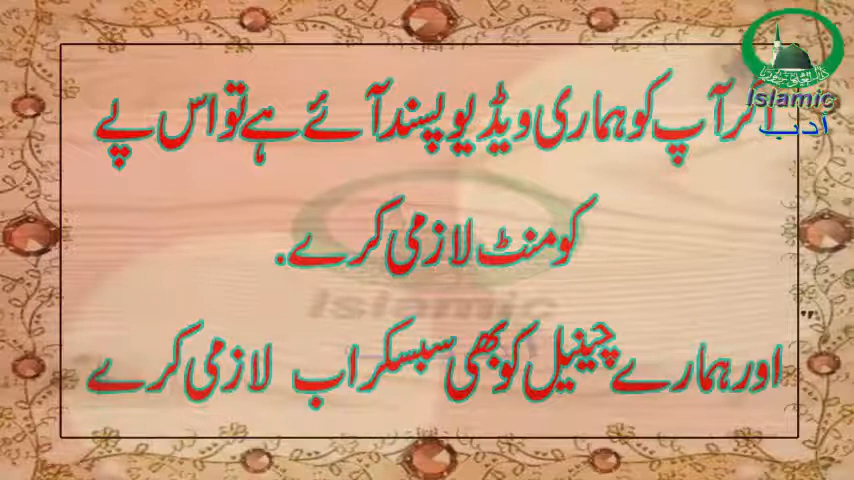 Islamic
ادب
اگر آپ کو ہماری ویڈیو پسند آئے ہے تو اس پے
کومنٹ لازمی کرے.
Islamic
اور ہمارے چینیل کو بھی سبسکراب لازمی کرے